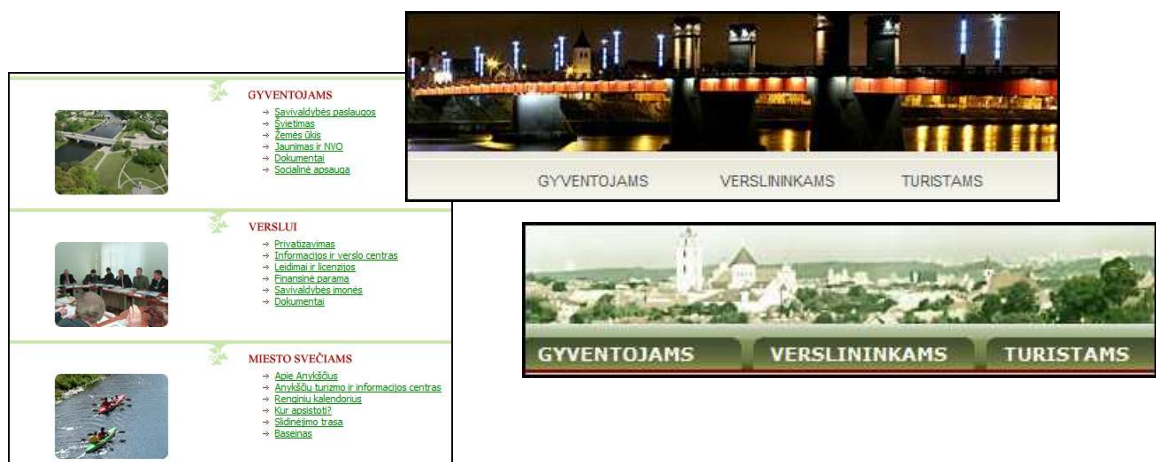 GYVENTOJAMS
Savivaldybės paslaugos
Švietimas
Žemės ūkis
Jaunimas ir NVO
Dokumentai
Socialinė apsauga
VERSLUI
Privatizavimas
Informacijos ir verslo centras
Leidimai ir licenzijos
Finansinė parama
Savivaldybės įmonės
Dokumentai
MIESTO SVEČIAMS
Apie Anykščius
Anykščių turizmo ir informacijos centras
Renginių kalendorius
Kur apsistoti?
Slidinėjimo trasa
Baseinas
GYVENTOJAMS VERSLININKAMS TURISTAMS
GYVENTOJAMS VERSLININKAMS TURISTAMS